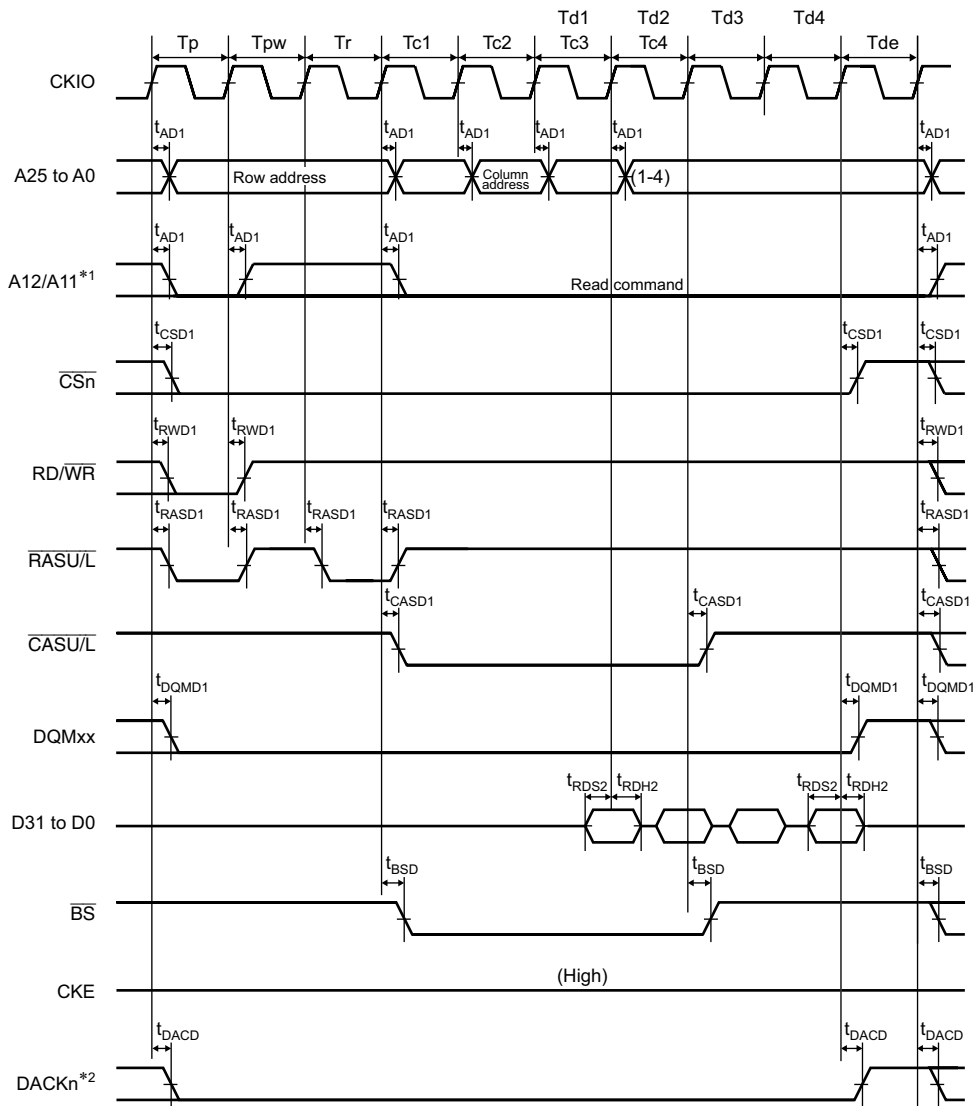 Td1 Td2 Td3 Td4
Tp Tpw Tr Tc1 Tc2 Tc3 Tc4 Tde
CKIO
tAD1 tAD1 tAD1 tAD1 tAD1 tAD1
A25 to A0 Row address Column address (1-4)
tAD1 tAD1 tAD1 tAD1
A12/A11*1 Read command
tCSD1 tCSD1 tCSD1
CSn
tRWD1 tRWD1 tRWD1
RD/WR
tRASD1 tRASD1 tRASD1 tRASD1 tRASD1
RASU/L
tCASD1 tCASD1 tCASD1
CASU/L
tDQMD1 tDQMD1 tDQMD1
DQMxx
tRDS2 tRDH2 tRDS2 tRDH2
D31 to D0
tBSD tBSD tBSD
BS
(High)
CKE
tDACD tDACD tDACD
DACKn*2